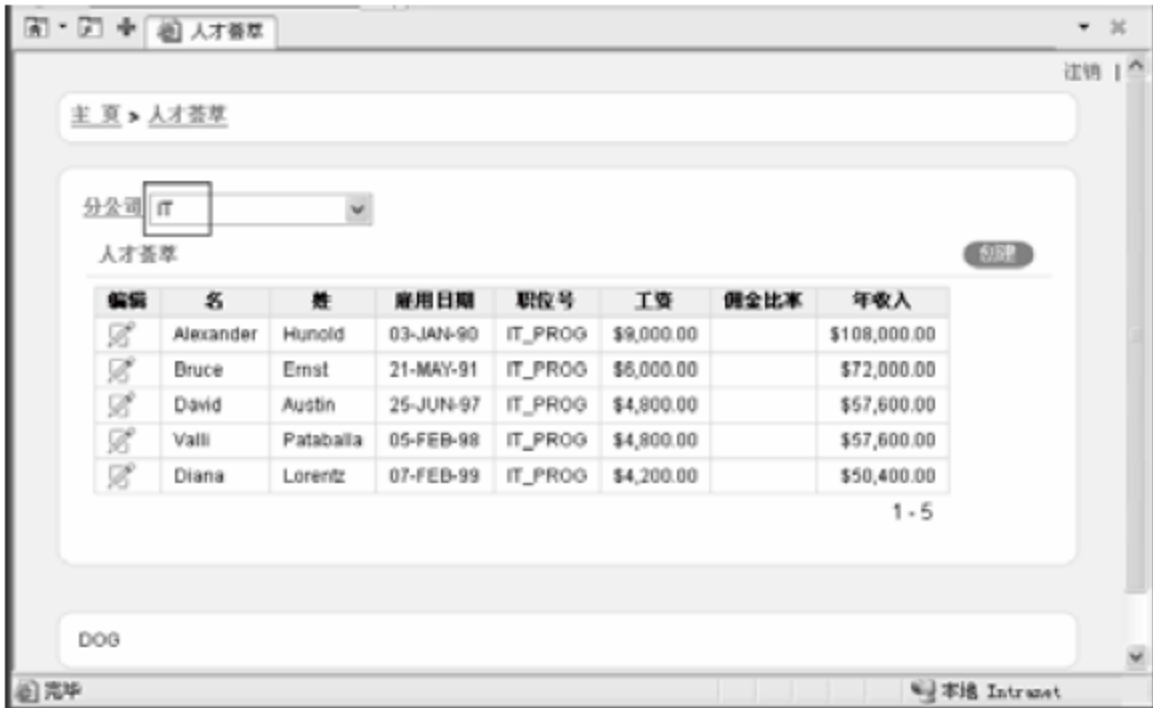 人才荟萃
注销 |
主 页 > 人才荟萃
分公司 IT
人才荟萃 创建
编辑 名 姓 雇用日期 职位号 工资 佣金比率 年收入
Alexander Hunold 03-JAN-90 IT_PROG $9,000.00 $108,000.00
Bruce Ernst 21-MAY-91 IT_PROG $6,000.00 $72,000.00
David Austin 25-JUN-97 IT_PROG $4,800.00 $57,600.00
Valli Pataballa 05-FEB-98 IT_PROG $4,800.00 $57,600.00
Diana Lorentz 07-FEB-99 IT_PROG $4,200.00 $50,400.00
1 - 5
DOG
完毕 本地 Intranet